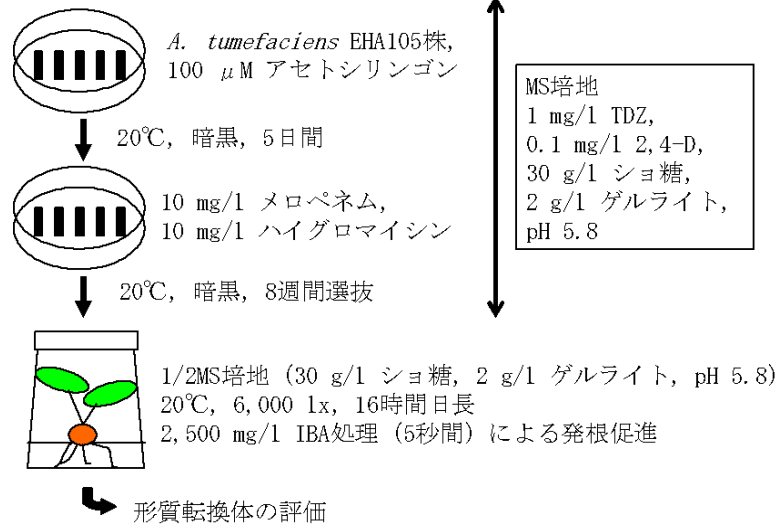 A. tumefaciens EHA105株,
100 μM アセトシリンゴン
20℃, 暗黒, 5日間
10 mg/l メロペネム,
10 mg/l ハイグロマイシン
20℃, 暗黒, 8週間選抜
MS培地
1 mg/l TDZ,
0.1 mg/l 2,4-D,
30 g/l ショ糖,
2 g/l ゲルライト,
pH 5.8
1/2MS培地 (30 g/l ショ糖, 2 g/l ゲルライト, pH 5.8)
20℃, 6,000 lx, 16時間日長
2,500 mg/l IBA処理 (5秒間) による発根促進
形質転換体の評価